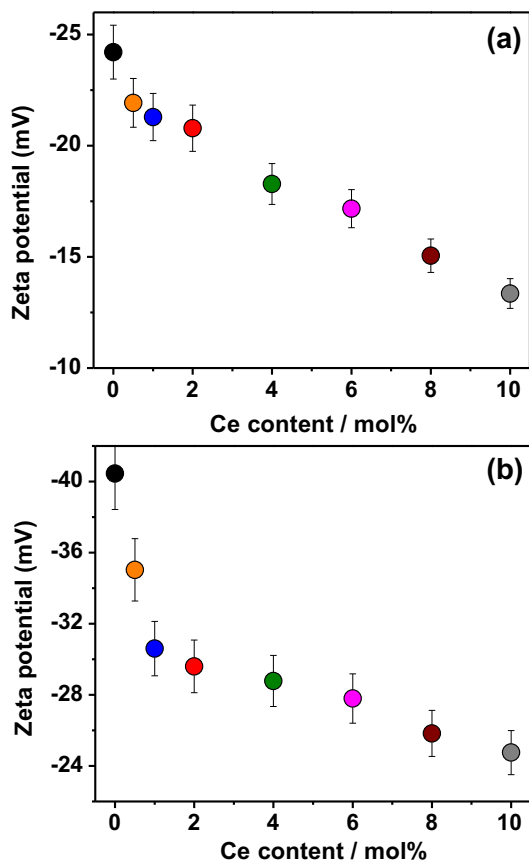 (a)
Zeta potential (mV)
-25
-20
-15
-10
0 2 4 6 8 10
Ce content / mol%
(b)
Zeta potential (mV)
-40
-36
-32
-28
-24
0 2 4 6 8 10
Ce content / mol%